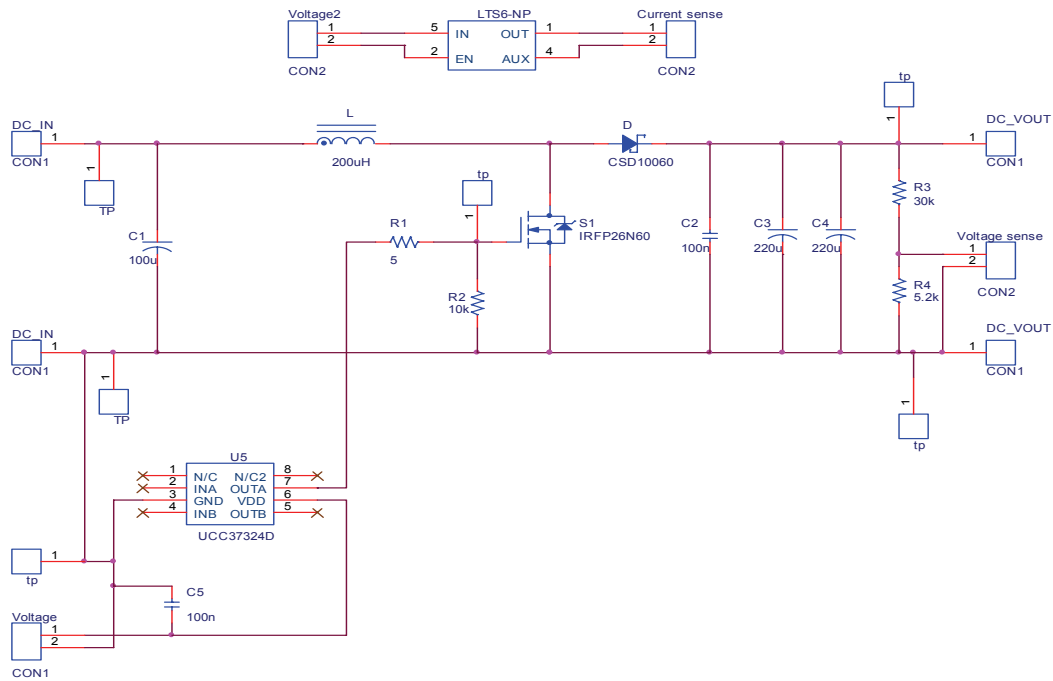 Voltage2
1
2
CON2
LTS6-NP
5 IN OUT 1
2 EN AUX 4
Current sense
1
2
CON2
DC_IN
1
CON1
1
TP
C1
100u
L
200uH
D
CSD10060
tp
1
DC_VOUT
1
CON1
tp
1
R1
5
S1
IRFP26N60
R2
10k
C2
100n
C3
220u
C4
220u
R3
30k
Voltage sense
1
2
CON2
R4
5.2k
DC_IN
1
CON1
1
TP
DC_VOUT
1
CON1
1
tp
U5
1 N/C N/C2 8
2 INA OUTA 7
3 GND VDD 6
4 INB OUTB 5
UCC37324D
1
tp
C5
100n
Voltage
1
2
CON1